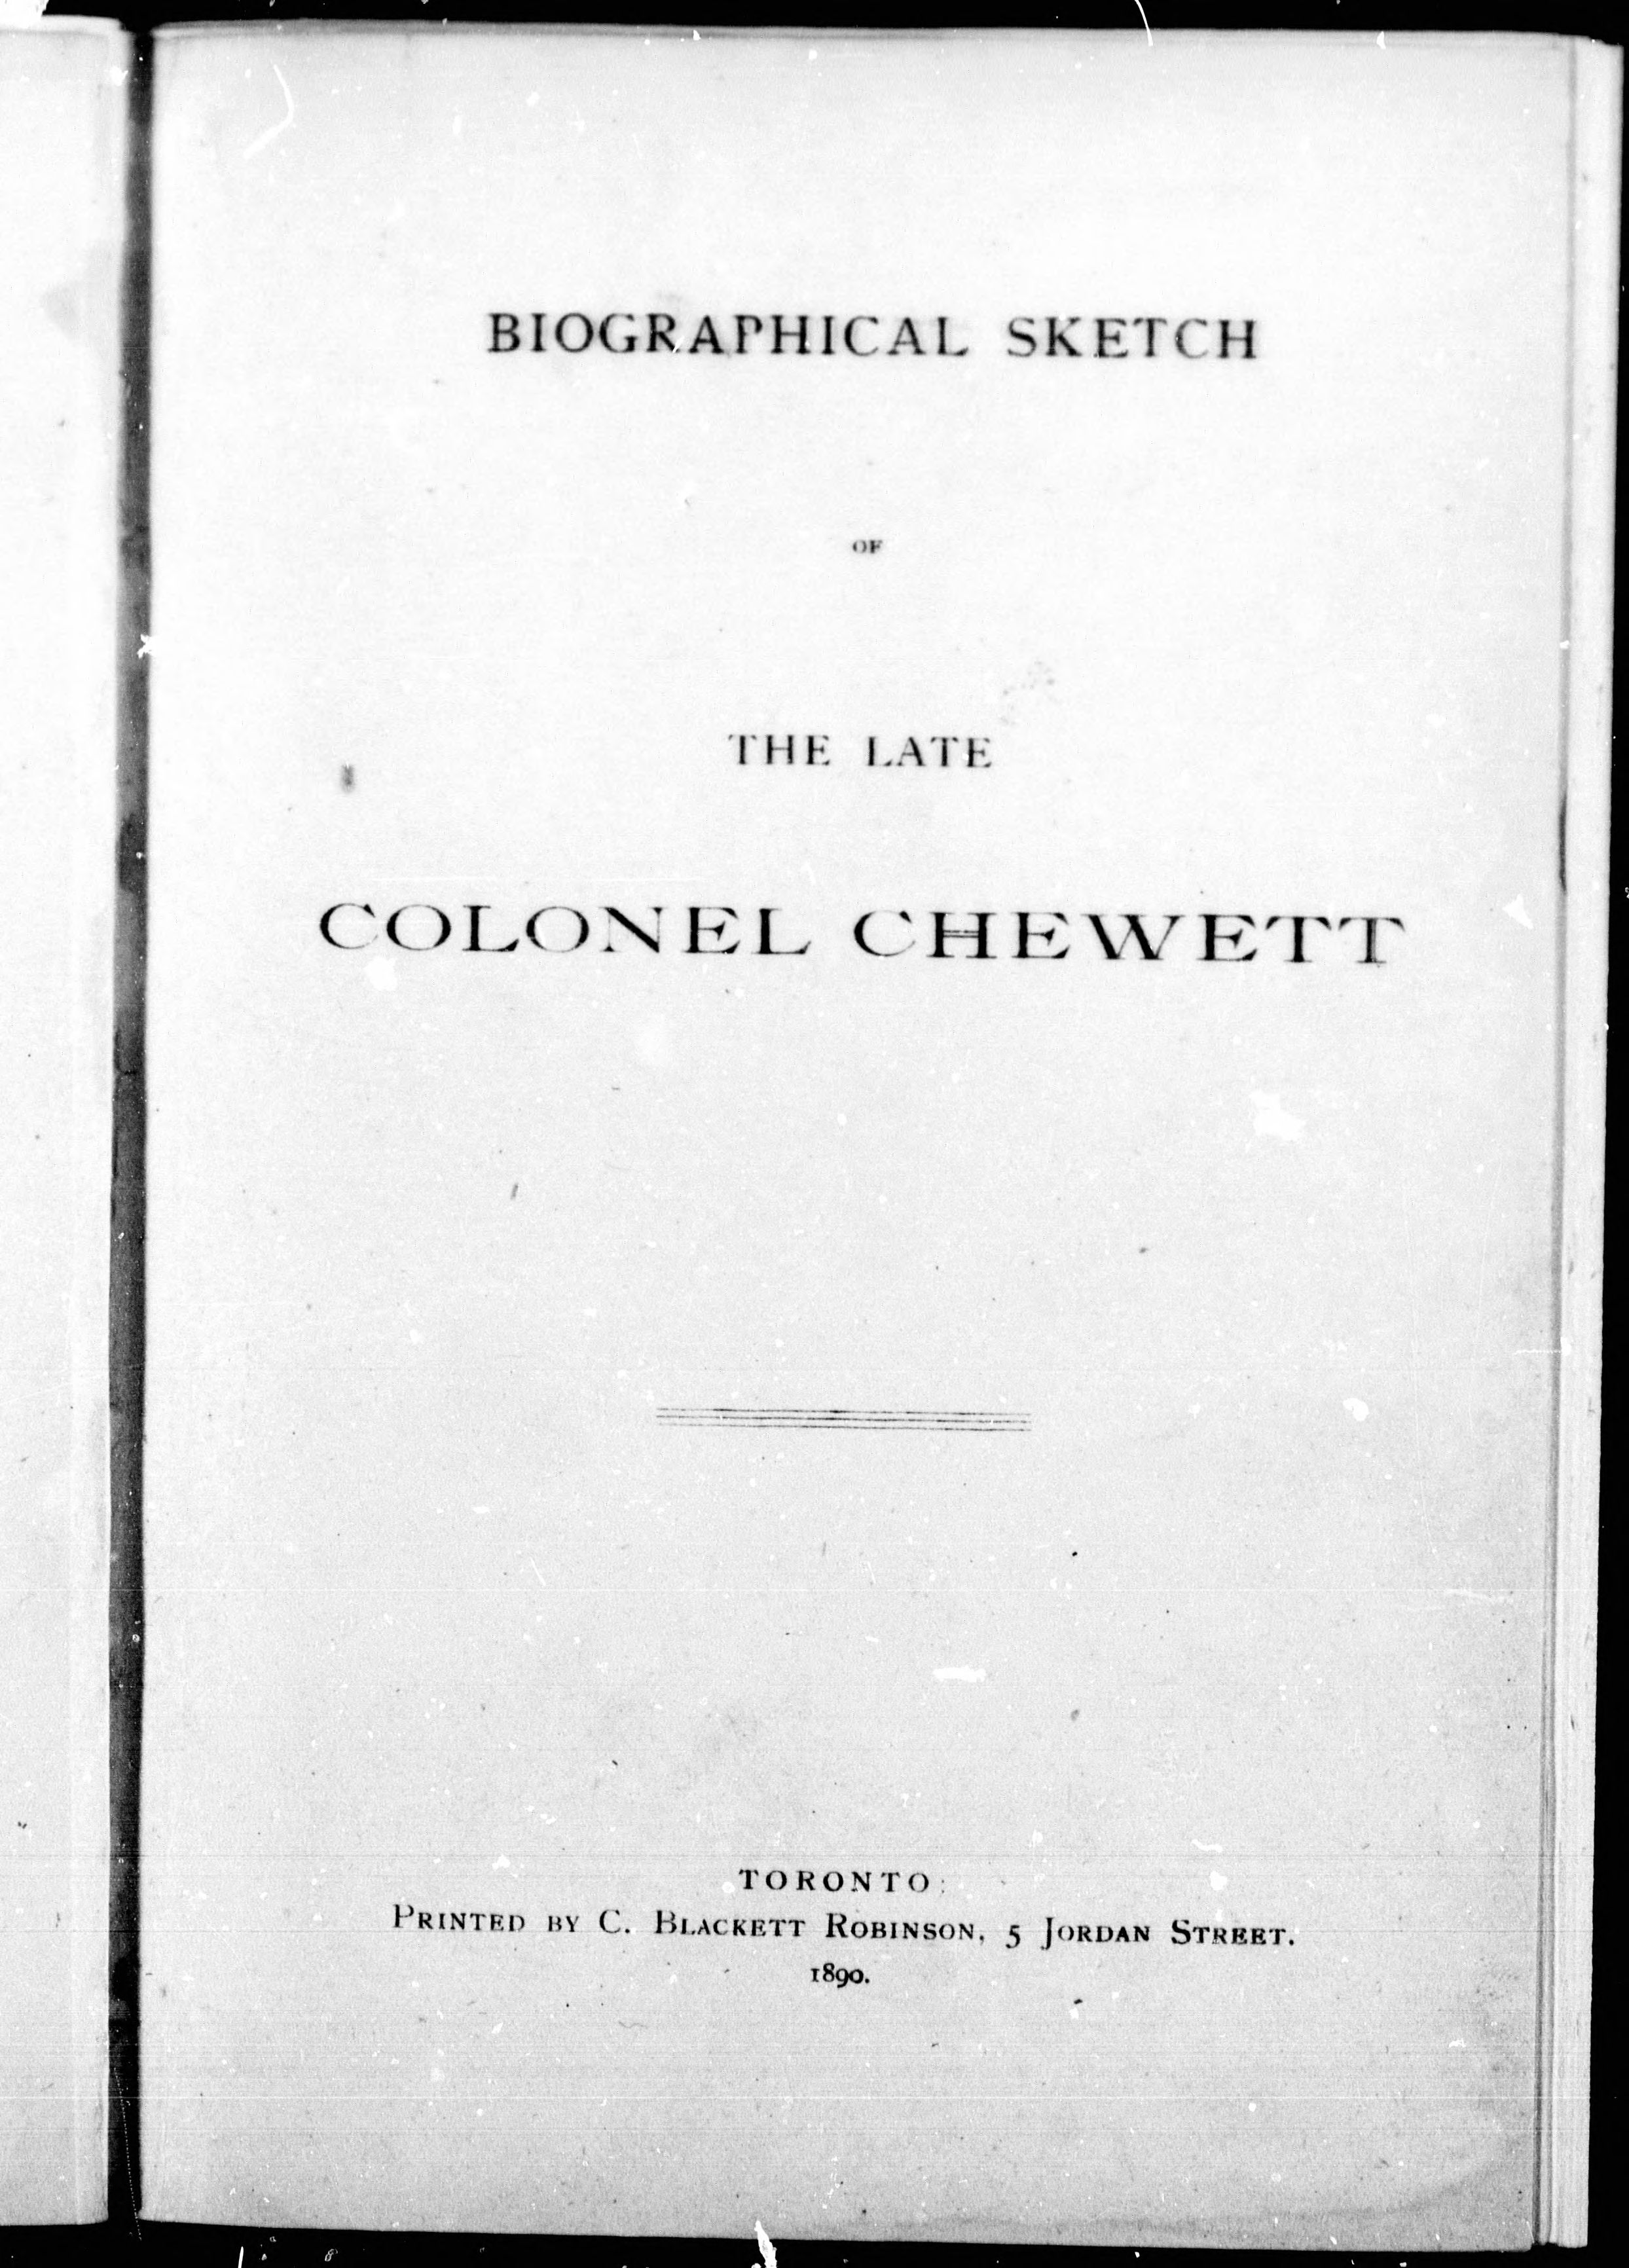 BIOGRAPHICAL SKETCH
OF
THE LATE
COLONEL CHEWETT
TORONTO:
PRINTED BY C. BLACKETT ROBINSON, 5 JORDAN STREET.
1890.